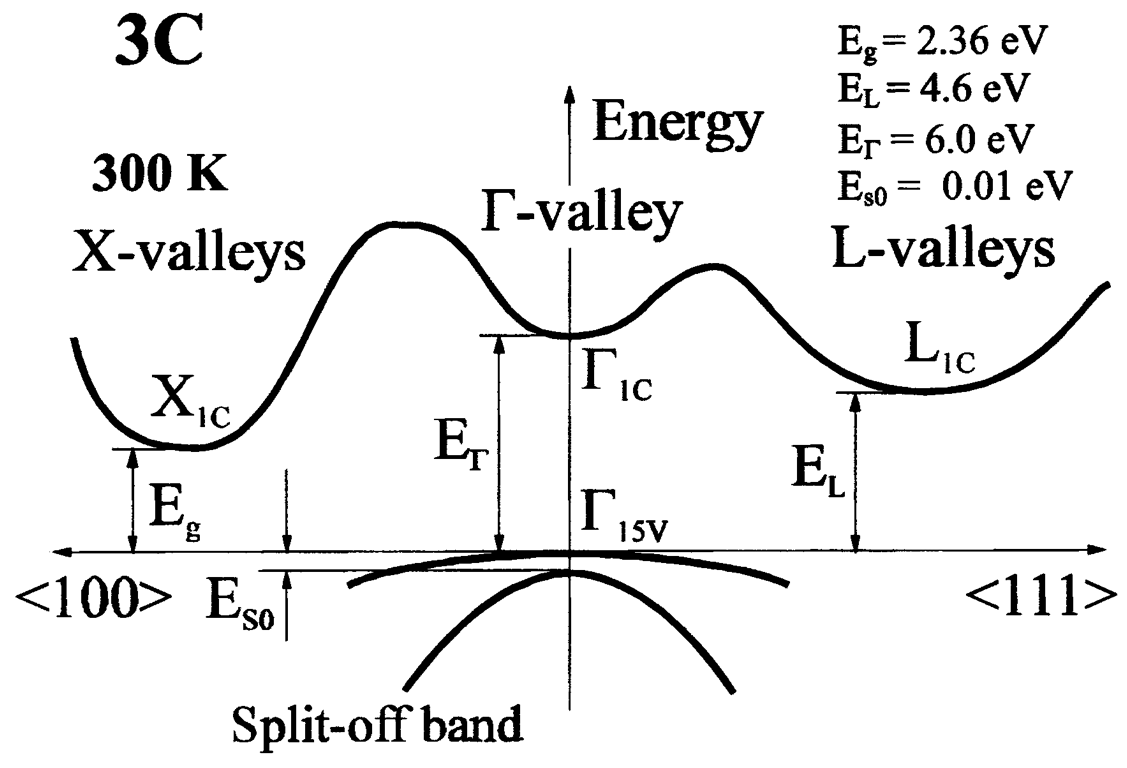 3C
E_g = 2.36 eV
E_L = 4.6 eV
E_Γ = 6.0 eV
E_s0 = 0.01 eV
Energy
300 K
Γ-valley
X-valleys
L-valleys
L_1C
X_1C
Γ_1C
E_Γ
E_L
E_g
Γ_15V
<100>
E_S0
<111>
Split-off band